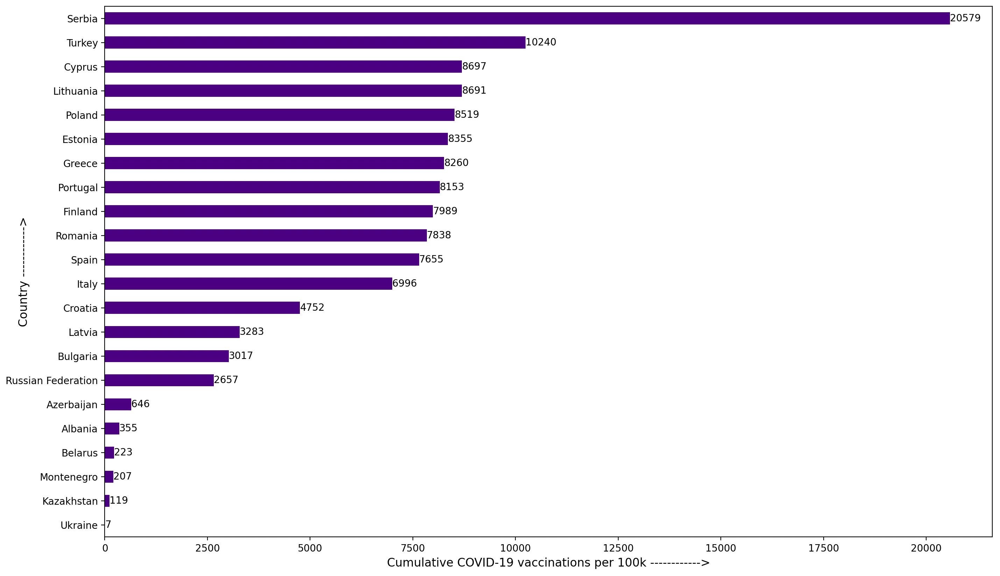 Serbia 20579
Turkey 10240
Cyprus 8697
Lithuania 8691
Poland 8519
Estonia 8355
Greece 8260
Portugal 8153
Finland 7989
Romania 7838
Spain 7655
Italy 6996
Croatia 4752
Latvia 3283
Bulgaria 3017
Russian Federation 2657
Azerbaijan 646
Albania 355
Belarus 223
Montenegro 207
Kazakhstan 119
Ukraine 7
Country ------------>
0 2500 5000 7500 10000 12500 15000 17500 20000
Cumulative COVID-19 vaccinations per 100k ------------>